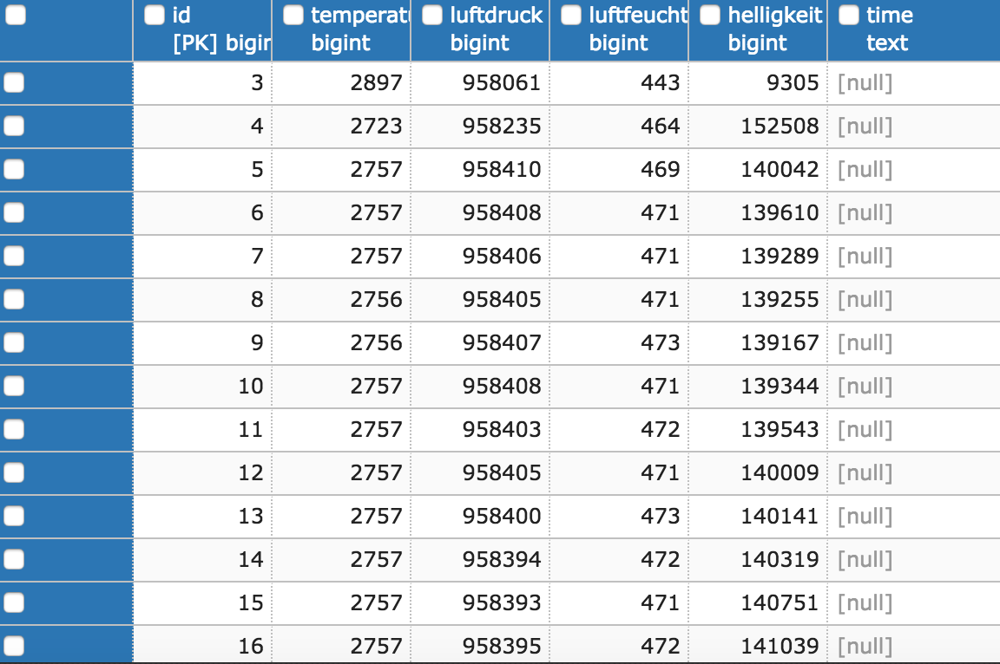 id temperatu luftdruck luftfeucht helligkeit time
[PK] bigin bigint bigint bigint bigint text
3 2897 958061 443 9305 [null]
4 2723 958235 464 152508 [null]
5 2757 958410 469 140042 [null]
6 2757 958408 471 139610 [null]
7 2757 958406 471 139289 [null]
8 2756 958405 471 139255 [null]
9 2756 958407 473 139167 [null]
10 2757 958408 471 139344 [null]
11 2757 958403 472 139543 [null]
12 2757 958405 471 140009 [null]
13 2757 958400 473 140141 [null]
14 2757 958394 472 140319 [null]
15 2757 958393 471 140751 [null]
16 2757 958395 472 141039 [null]